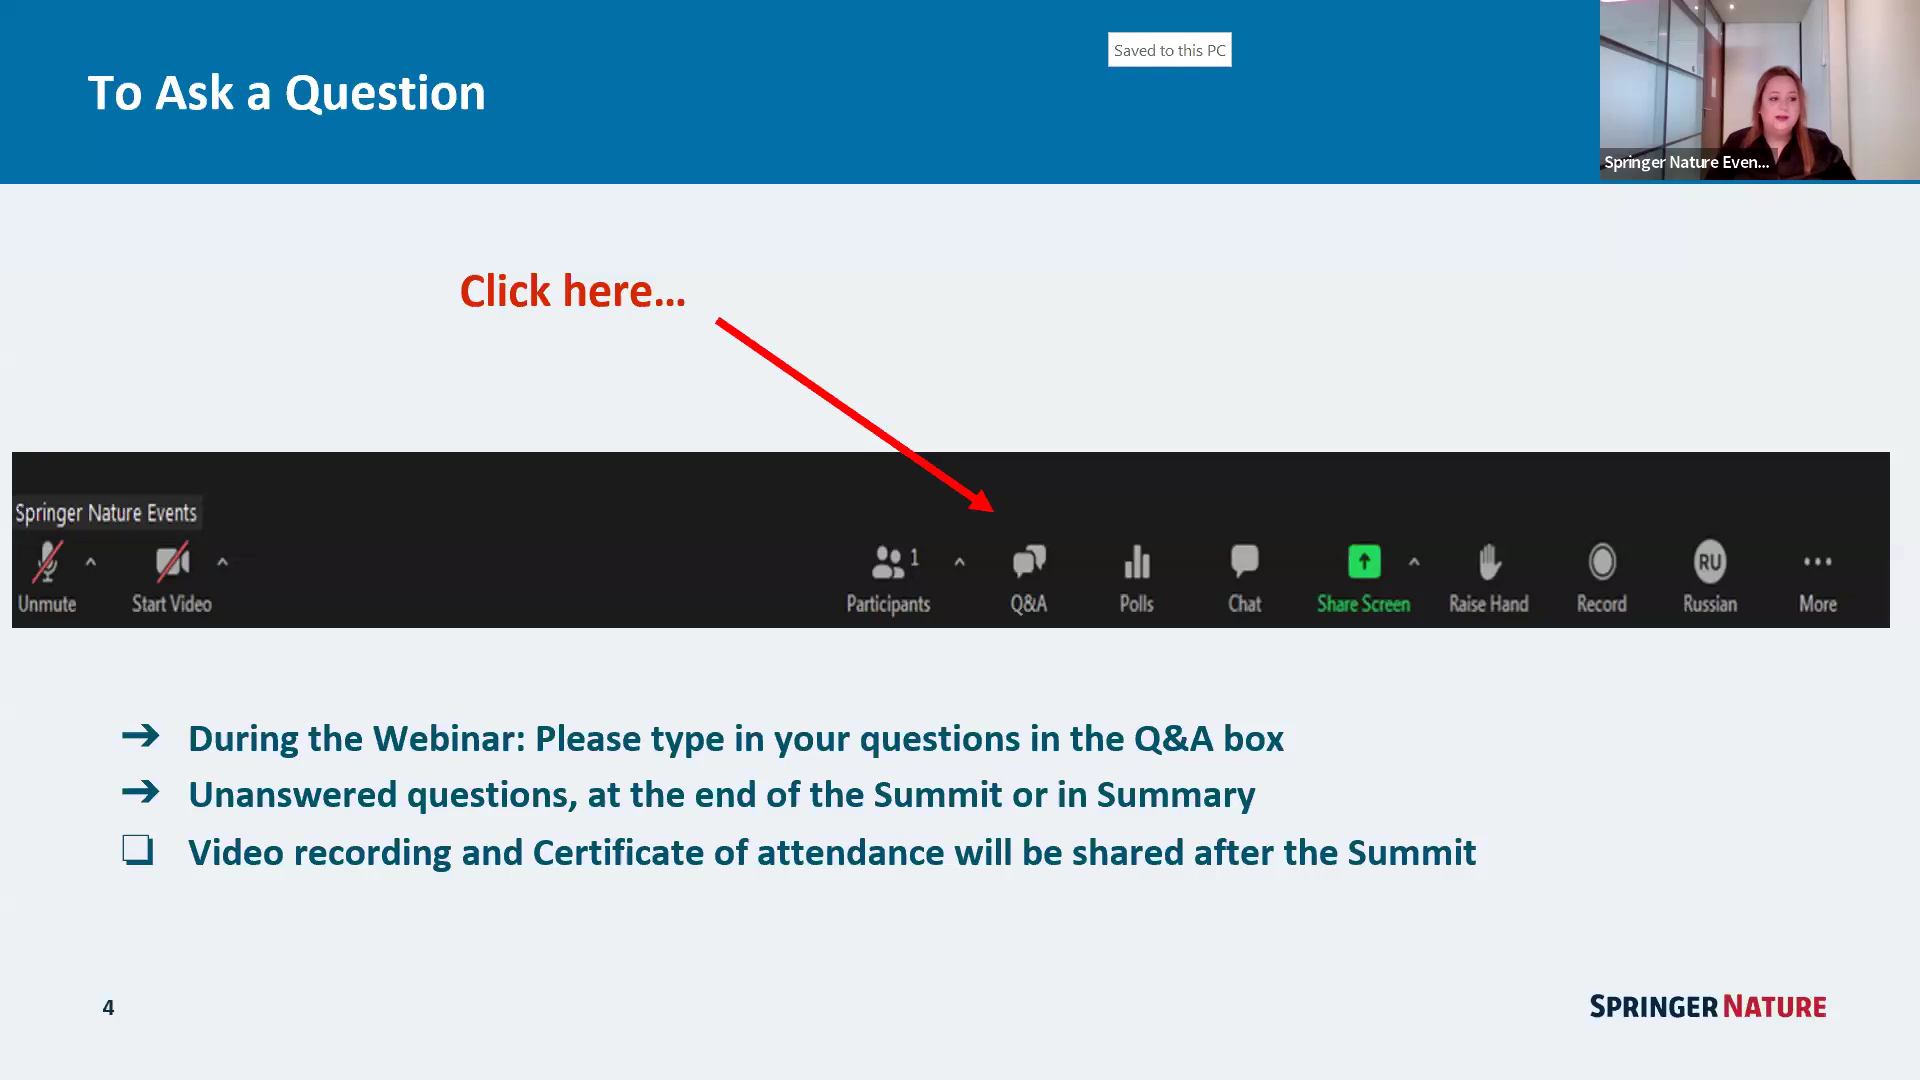 To Ask a Question
Saved to this PC
Springer Nature Even...
Click here...
Springer Nature Events
1
RU
Unmute
Start Video
Participants
Q&A
Polls
Chat
Share Screen
Raise Hand
Record
Russian
More
➔ During the Webinar: Please type in your questions in the Q&A box
➔ Unanswered questions, at the end of the Summit or in Summary
❏ Video recording and Certificate of attendance will be shared after the Summit
4
SPRINGER NATURE